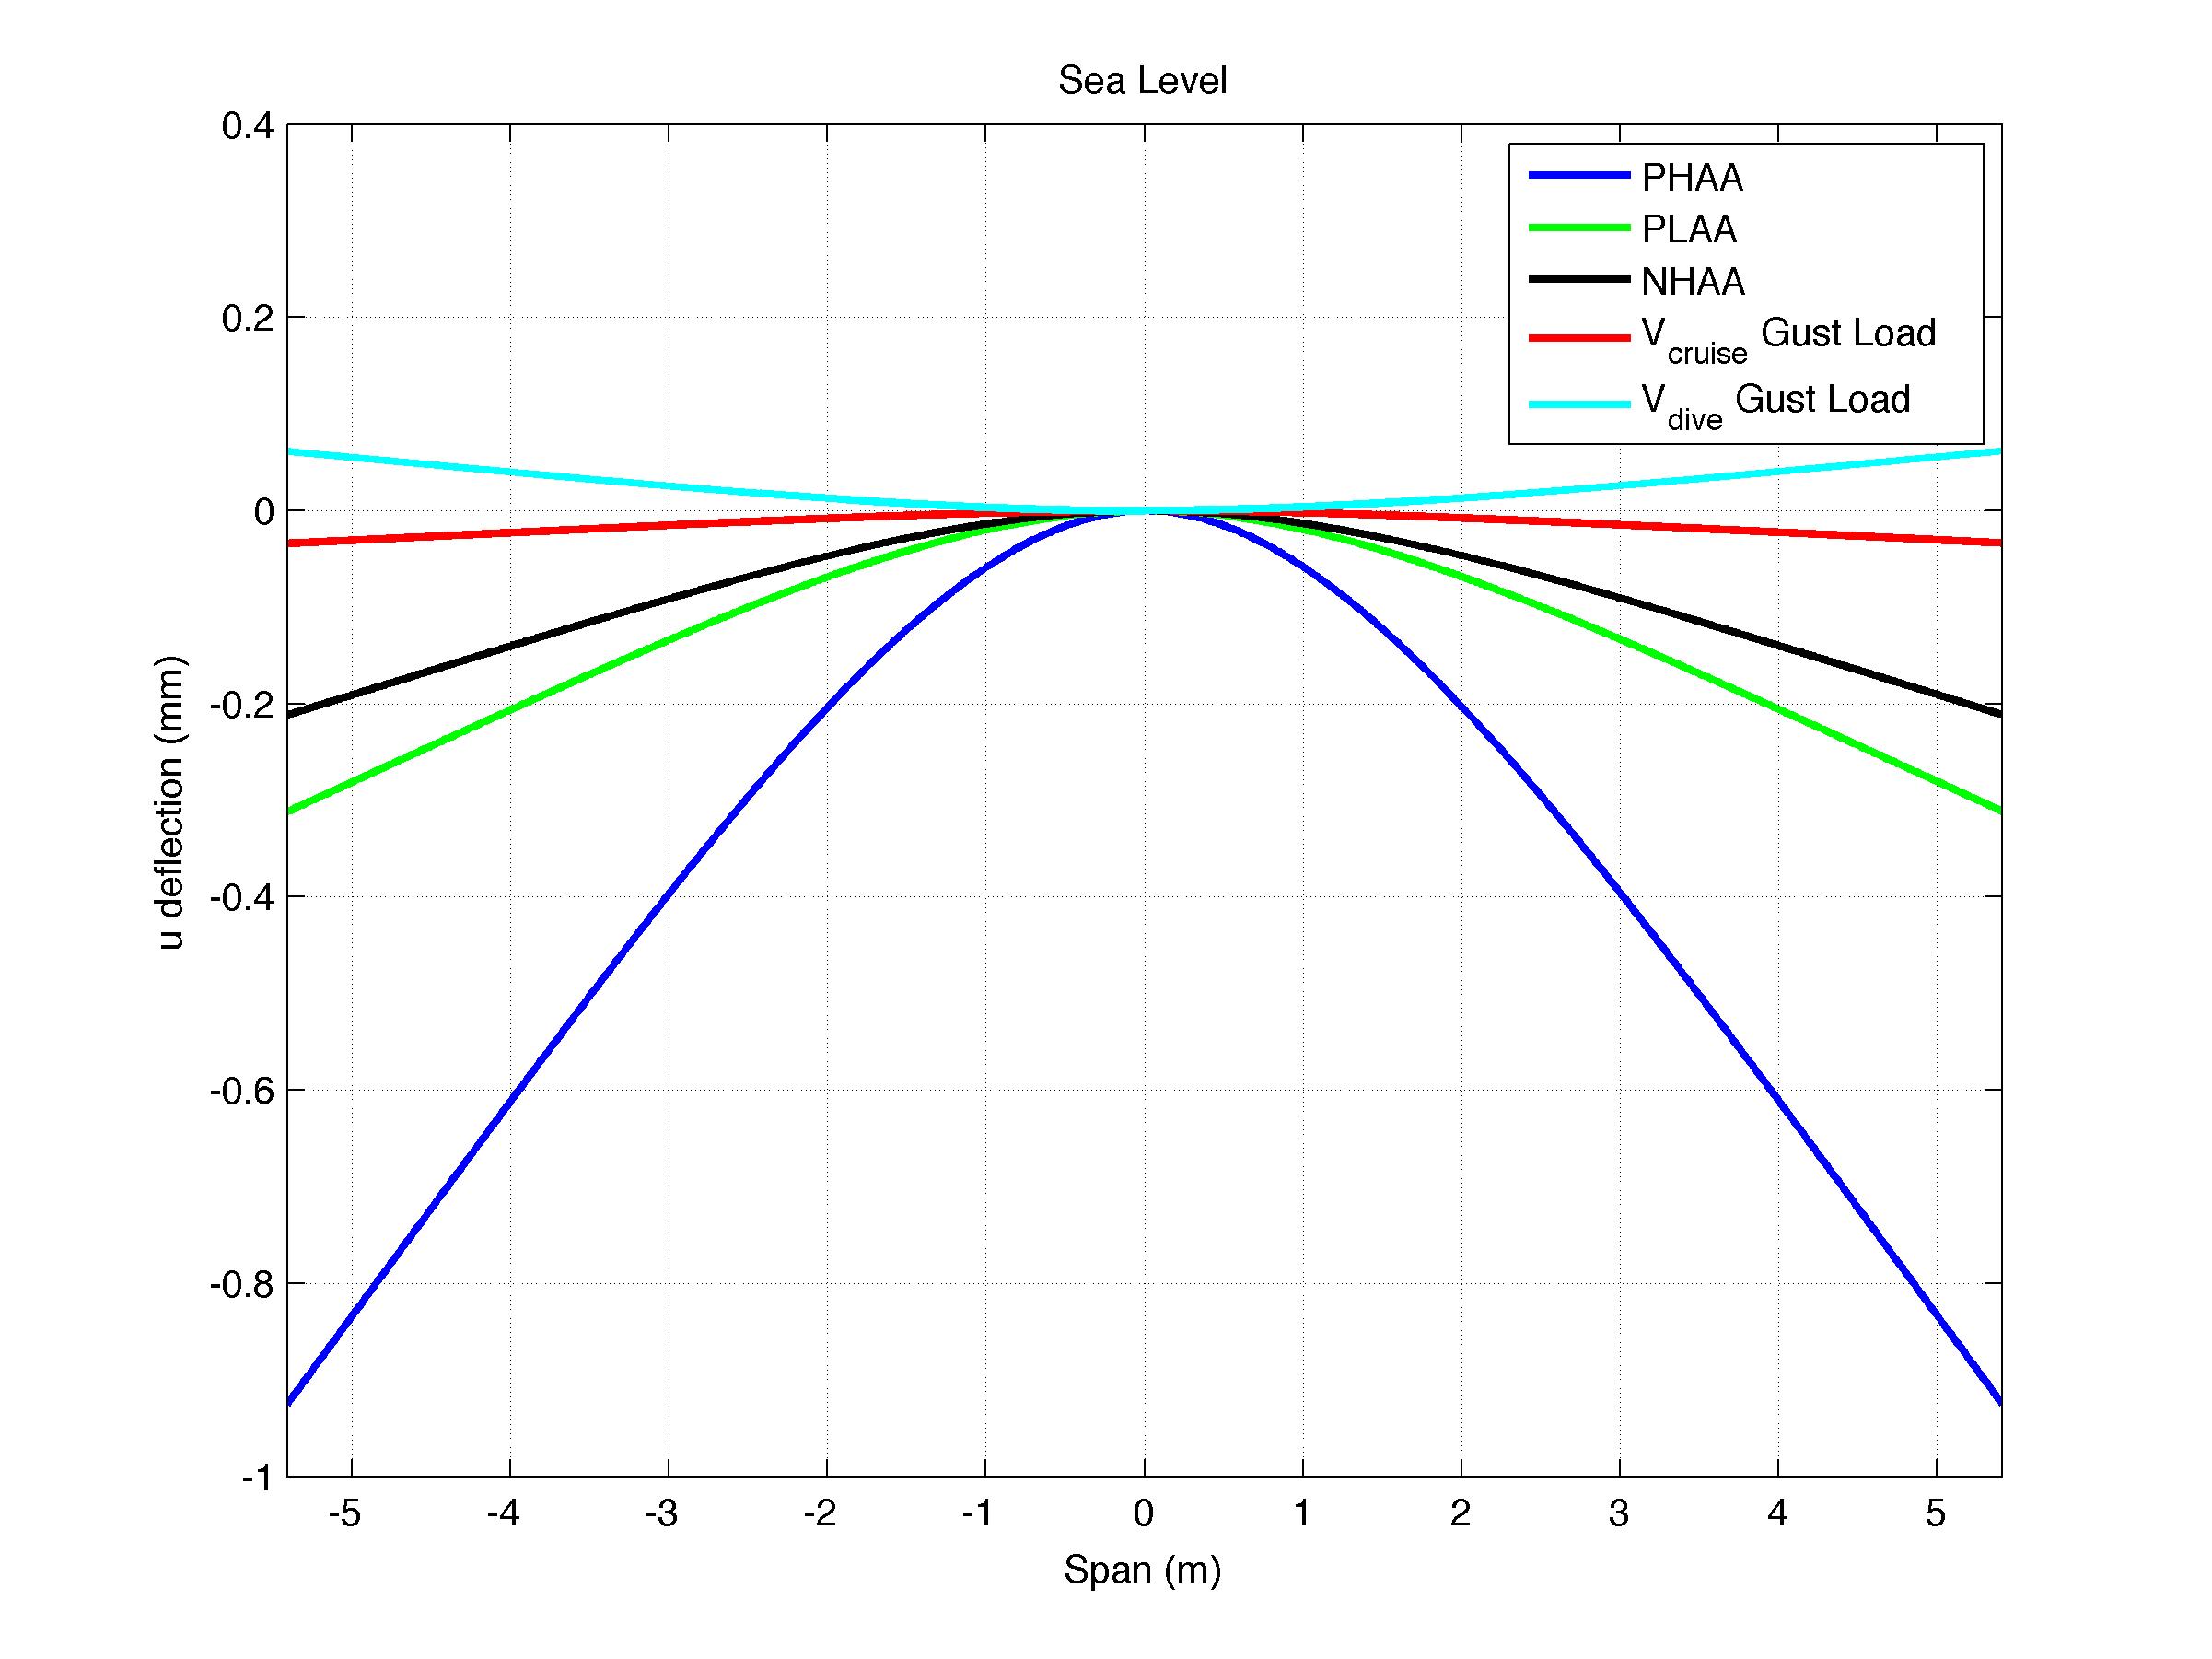 Sea Level
0.4
0.2
0
-0.2
-0.4
-0.6
-0.8
-1
u deflection (mm)
PHAA
PLAA
NHAA
Vcruise Gust Load
Vdive Gust Load
-5 -4 -3 -2 -1 0 1 2 3 4 5
Span (m)